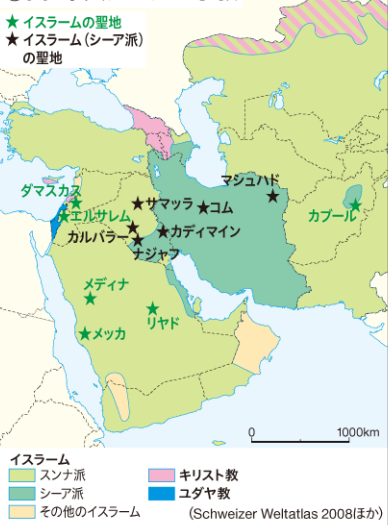 ★ イスラームの聖地
★ イスラーム(シーア派)
の聖地
マシュハド
ダマスカス
サマッラ
コム
カブール
エルサレム
カルバラー
カディマイン
ナジャフ
メディナ
リヤド
メッカ
0 1000km
イスラーム
スンナ派
キリスト教
シーア派
ユダヤ教
その他のイスラーム
(Schweizer Weltatlas 2008ほか)